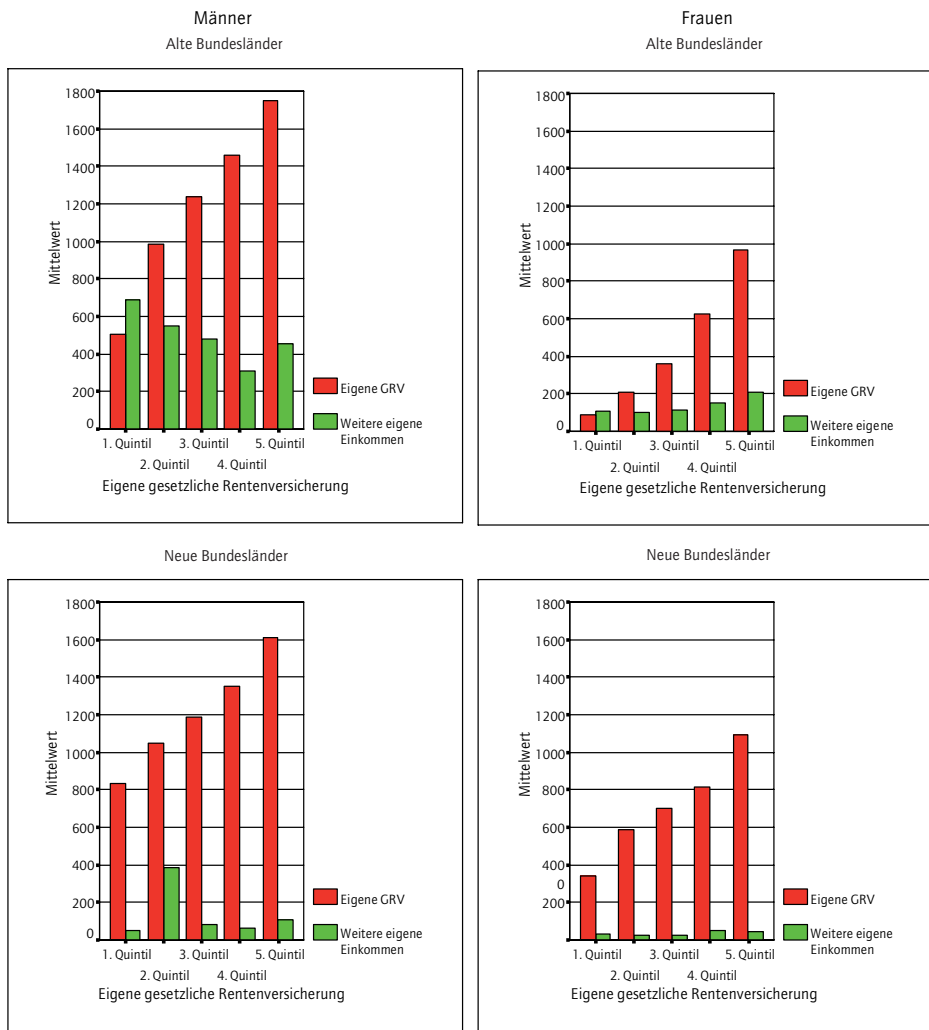 Männer
Alte Bundesländer
1800
1600
1400
1200
1000
800
600
400
200
0
Mittelwert
1. Quintil
3. Quintil
5. Quintil
2. Quintil
4. Quintil
Eigene gesetzliche Rentenversicherung
Eigene GRV
Weitere eigene
Einkommen
Frauen
Alte Bundesländer
1800
1600
1400
1200
1000
800
600
400
200
0
Mittelwert
1. Quintil
3. Quintil
5. Quintil
2. Quintil
4. Quintil
Eigene gesetzliche Rentenversicherung
Eigene GRV
Weitere eigene
Einkommen
Neue Bundesländer
1800
1600
1400
1200
1000
800
600
400
200
0
Mittelwert
1. Quintil
3. Quintil
5. Quintil
2. Quintil
4. Quintil
Eigene gesetzliche Rentenversicherung
Eigene GRV
Weitere eigene
Einkommen
Neue Bundesländer
1800
1600
1400
1200
1000
800
600
400
0
200
Mittelwert
1. Quintil
3. Quintil
5. Quintil
2. Quintil
4. Quintil
Eigene gesetzliche Rentenversicherung
Eigene GRV
Weitere eigene
Einkommen